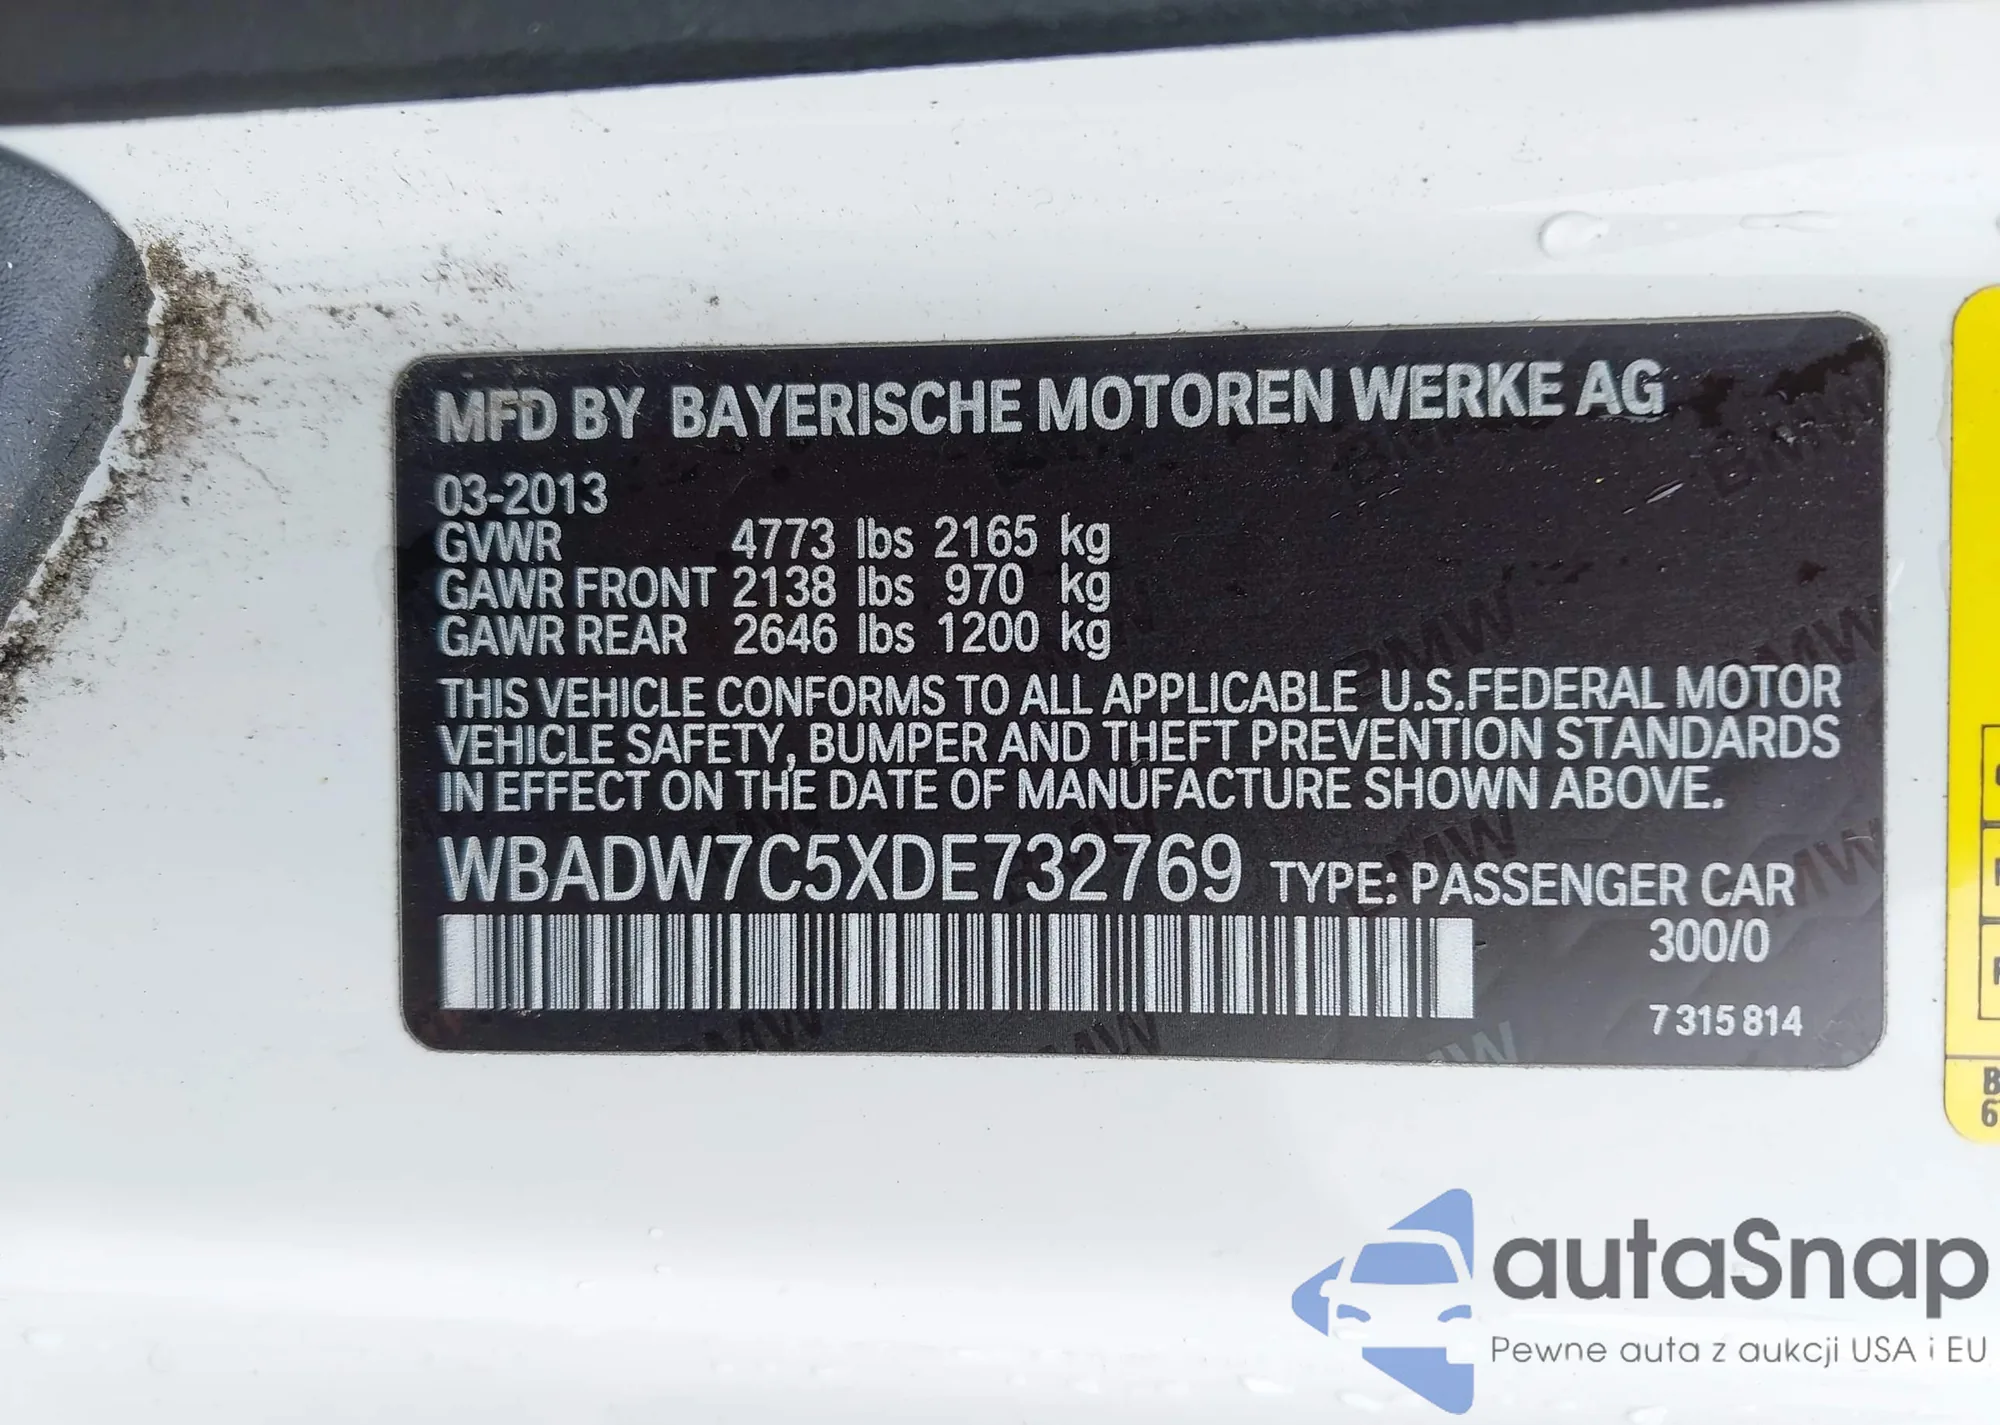 MFD BY BAYERISCHE MOTOREN WERKE AG
03-2013
GVWR 4773 lbs 2165 kg
GAWR FRONT 2138 lbs 970 kg
GAWR REAR 2646 lbs 1200 kg
THIS VEHICLE CONFORMS TO ALL APPLICABLE U.S.FEDERAL MOTOR
VEHICLE SAFETY, BUMPER AND THEFT PREVENTION STANDARDS
IN EFFECT ON THE DATE OF MANUFACTURE SHOWN ABOVE.
WBADW7C5XDE732769 TYPE: PASSENGER CAR
300/0
7 315 814
autaSnap
Pewne auta z aukcji USA i EU